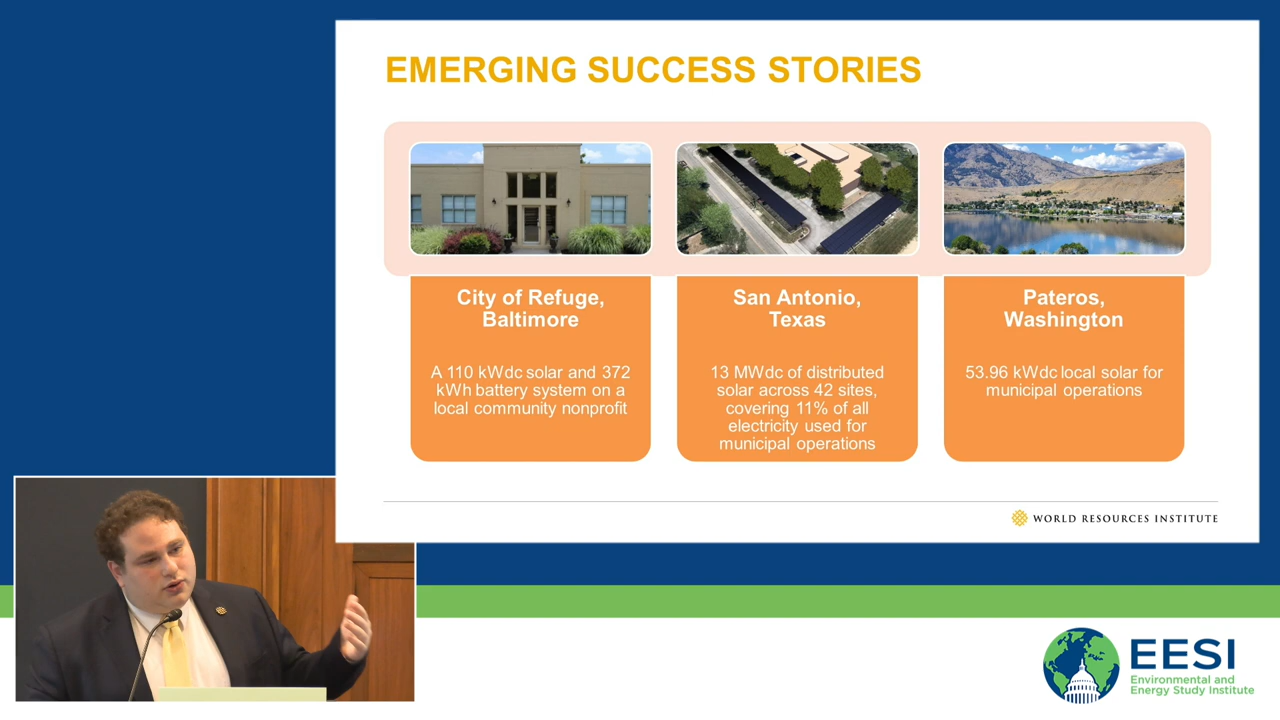 EMERGING SUCCESS STORIES
City of Refuge,
Baltimore
A 110 kWdc solar and 372
kWh battery system on a
local community nonprofit
San Antonio,
Texas
13 MWdc of distributed
solar across 42 sites,
covering 11% of all
electricity used for
municipal operations
Pateros,
Washington
53.96 kWdc local solar for
municipal operations
WORLD RESOURCES INSTITUTE
EESI
Environmental and
Energy Study Institute